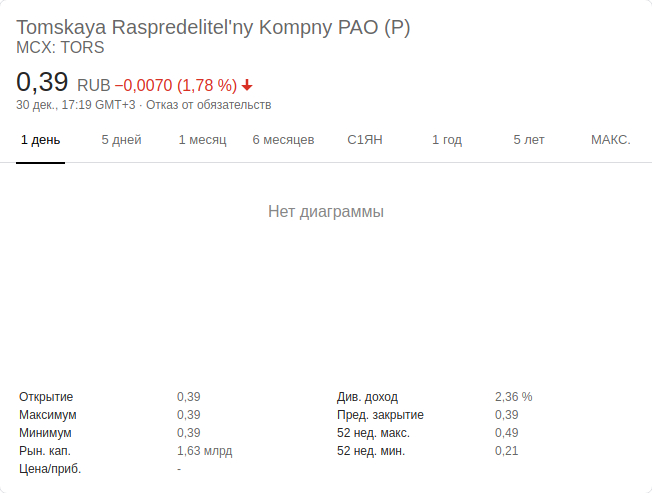 Tomskaya Raspredelitel'ny Kompny PAO (P)
MCX: TORS
0,39 RUB −0,0070 (1,78 %)
30 дек., 17:19 GMT+3 · Отказ от обязательств
1 день 5 дней 1 месяц 6 месяцев С1ЯН 1 год 5 лет МАКС.
Нет диаграммы
Открытие 0,39 Див. доход 2,36 %
Максимум 0,39 Пред. закрытие 0,39
Минимум 0,39 52 нед. макс. 0,49
Рын. кап. 1,63 млрд 52 нед. мин. 0,21
Цена/приб. -